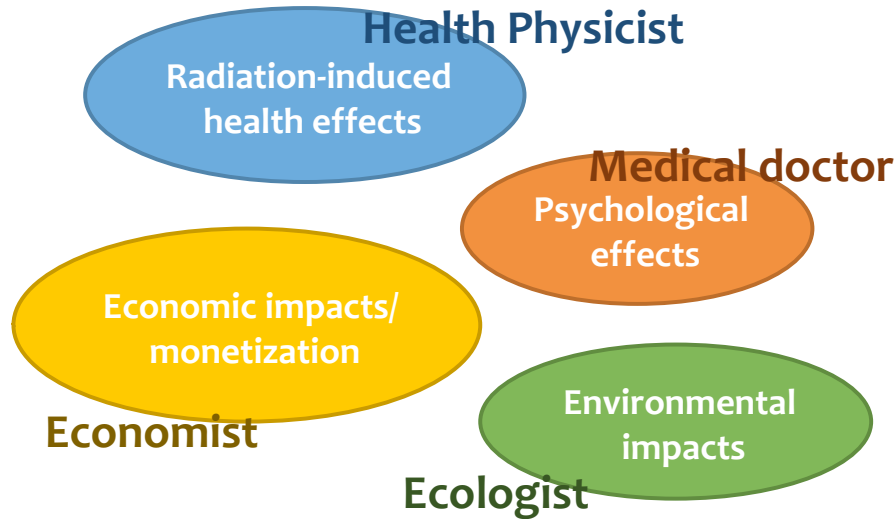 Health Physicist
Radiation-induced
health effects
Medical doctor
Psychological
effects
Economic impacts/
monetization
Economist
Environmental
impacts
Ecologist